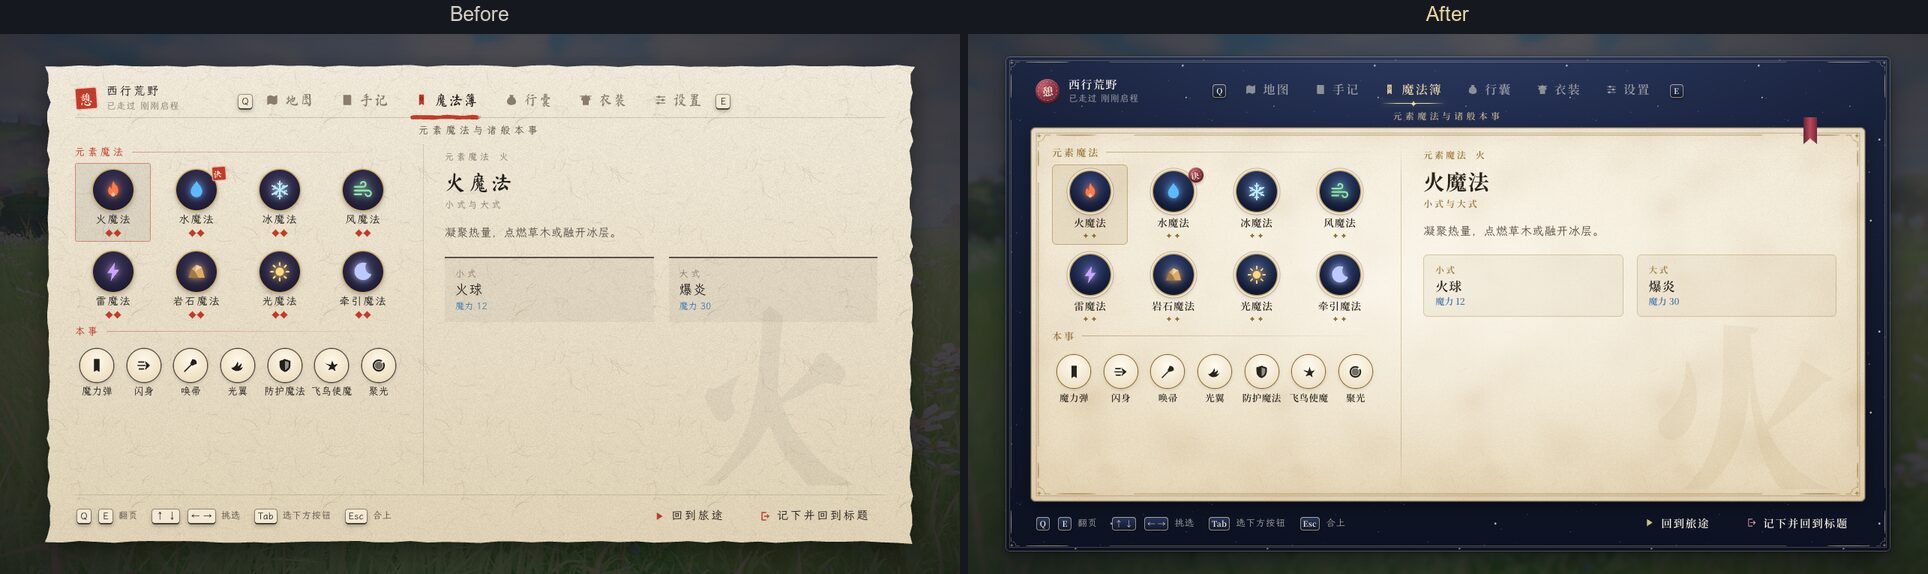 Before
憩
西行荒野
已走过 刚刚启程
Q 地图 手记 魔法簿 行囊 衣装 设置 E
元素魔法与诸般本事
元素魔法
火魔法 水魔法 诀 冰魔法 风魔法
雷魔法 岩石魔法 光魔法 牵引魔法
本事
魔力弹 闪身 唤帚 光翼 防护魔法 飞鸟使魔 聚光
元素魔法 火
火魔法
小式与大式
凝聚热量，点燃草木或融开冰层。
小式
火球
魔力 12
大式
爆炎
魔力 30
火
Q E 翻页 ↑ ↓ ← → 挑选 Tab 选下方按钮 Esc 合上
回到旅途 记下并回到标题
After
憩
西行荒野
已走过 刚刚启程
Q 地图 手记 魔法簿 行囊 衣装 设置 E
元素魔法与诸般本事
元素魔法
火魔法 水魔法 诀 冰魔法 风魔法
雷魔法 岩石魔法 光魔法 牵引魔法
本事
魔力弹 闪身 唤帚 光翼 防护魔法 飞鸟使魔 聚光
元素魔法 火
火魔法
小式与大式
凝聚热量，点燃草木或融开冰层。
小式
火球
魔力 12
大式
爆炎
魔力 30
火
Q E 翻页 ↑ ↓ ← → 挑选 Tab 选下方按钮 Esc 合上
回到旅途 记下并回到标题